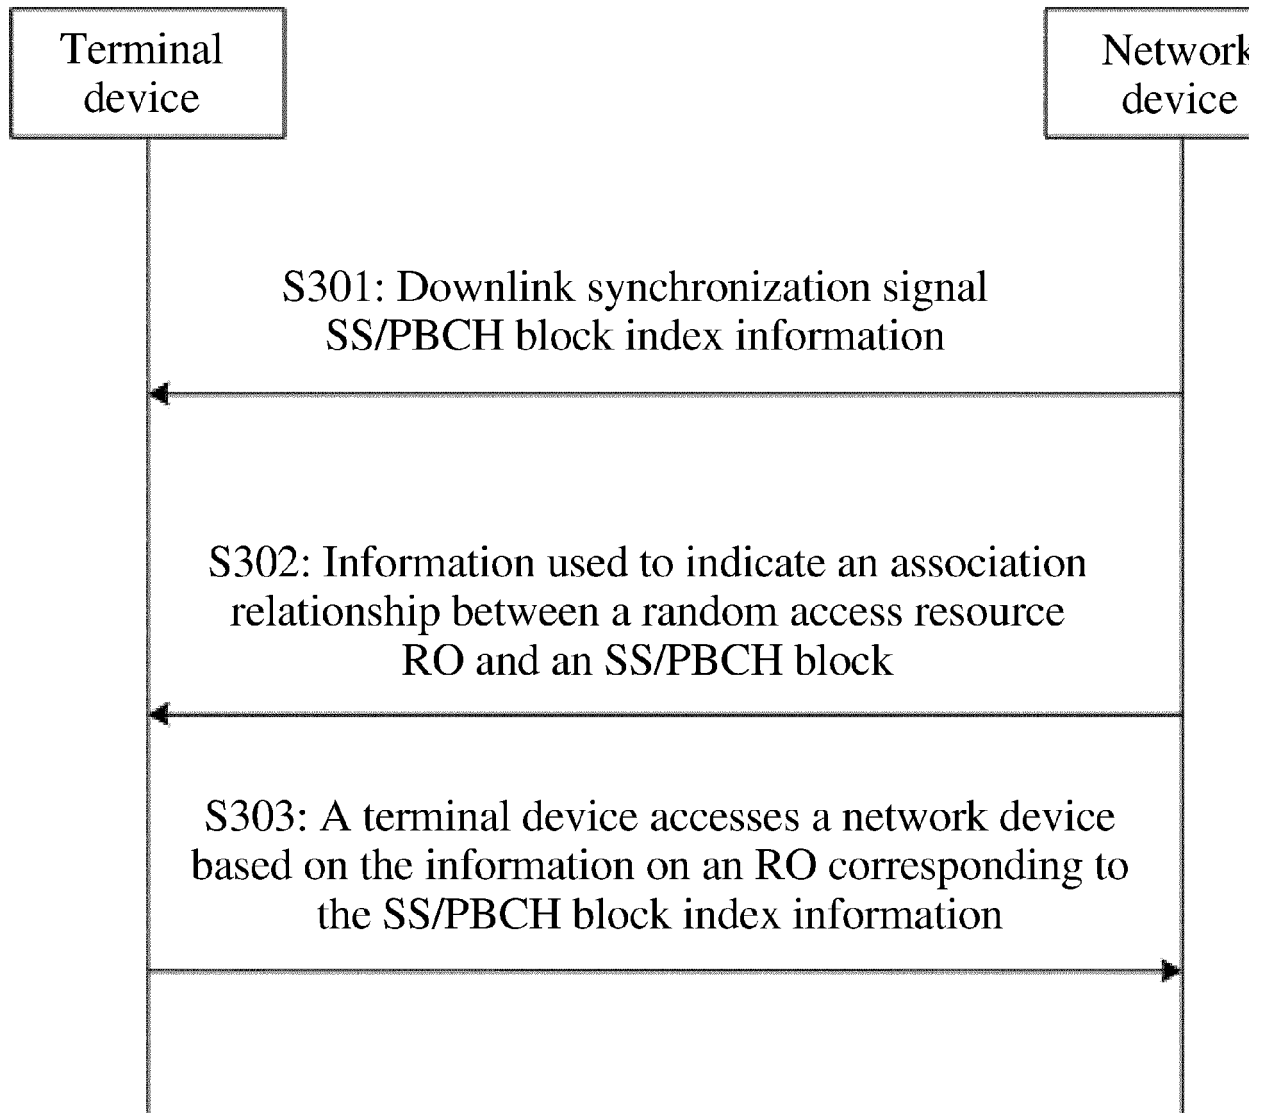 Terminal
device
Network
device
S301: Downlink synchronization signal
SS/PBCH block index information
S302: Information used to indicate an association
relationship between a random access resource
RO and an SS/PBCH block
S303: A terminal device accesses a network device
based on the information on an RO corresponding to
the SS/PBCH block index information